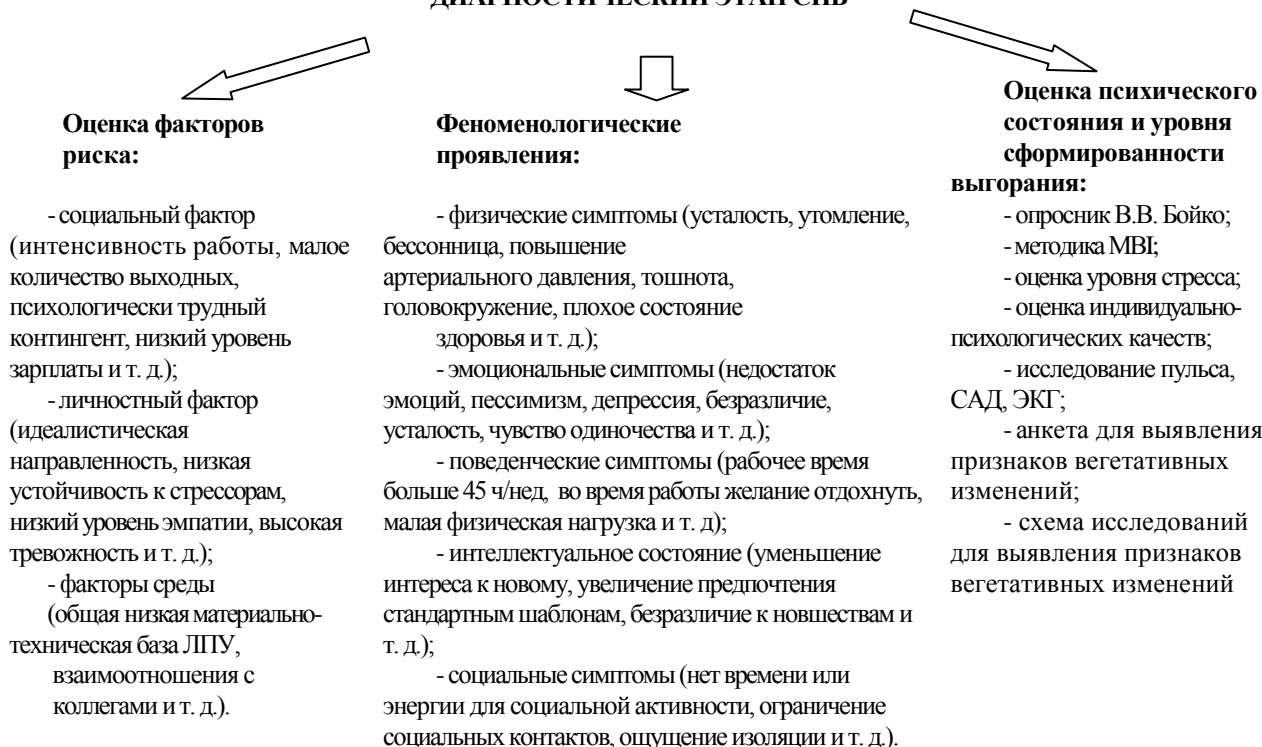 ДИАГНОСТИЧЕСКИЙ ЭТАП
Оценка факторов
риска:
- социальный фактор
(интенсивность работы, малое
количество выходных,
психологически трудный
контингент, низкий уровень
зарплаты и т. д.);
- личностный фактор
(идеалистическая
направленность, низкая
устойчивость к стрессорам,
низкий уровень эмпатии, высокая
тревожность и т. д.);
- факторы среды
(общая низкая материально-
техническая база ЛПУ,
взаимоотношения с
коллегами и т. д.).
Феноменологические
проявления:
- физические симптомы (усталость, утомление,
бессонница, повышение
артериального давления, тошнота,
головокружение, плохое состояние
здоровья и т. д.);
- эмоциональные симптомы (недостаток
эмоций, пессимизм, депрессия, безразличие,
усталость, чувство одиночества и т. д.);
- поведенческие симптомы (рабочее время
больше 45 ч/нед, во время работы желание отдохнуть,
малая физическая нагрузка и т. д);
- интеллектуальное состояние (уменьшение
интереса к новому, увеличение предпочтения
стандартным шаблонам, безразличие к новшествам и
т. д.);
- социальные симптомы (нет времени или
энергии для социальной активности, ограничение
социальных контактов, ощущение изоляции и т. д.).
Оценка психического
состояния и уровня
сформированности
выгорания:
- опросник В.В. Бойко;
- методика MBI;
- оценка уровня стресса;
- оценка индивидуально-
психологических качеств;
- исследование пульса,
САД, ЭКГ;
- анкета для выявления
признаков вегетативных
изменений;
- схема исследований
для выявления признаков
вегетативных изменений